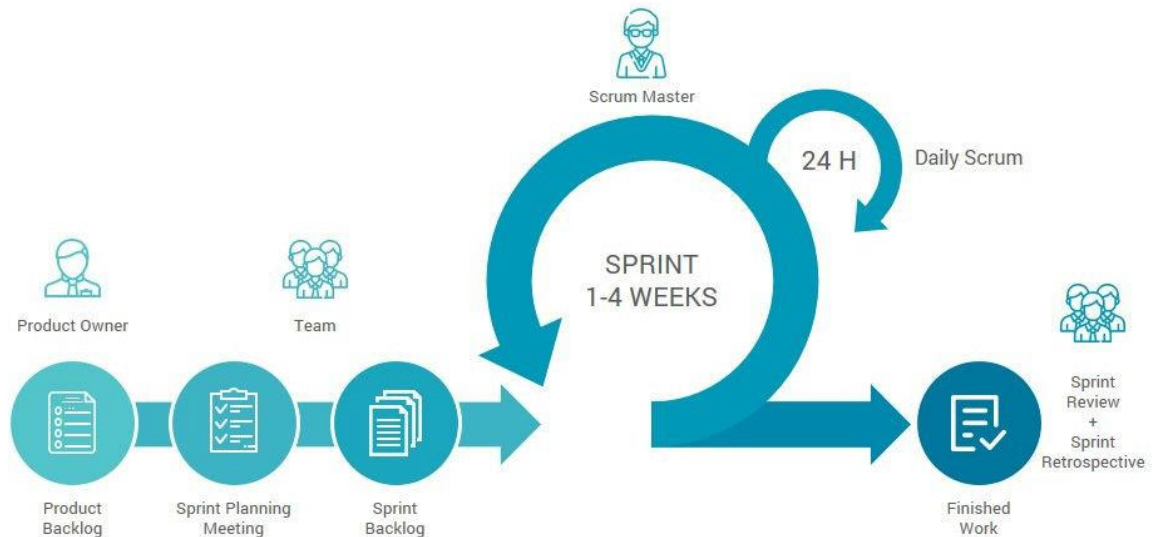 Scrum Master
24 H
Daily Scrum
SPRINT
1-4 WEEKS
Product Owner
Team
Product
Backlog
Sprint Planning
Meeting
Sprint
Backlog
Finished
Work
Sprint
Review
+
Sprint
Retrospective